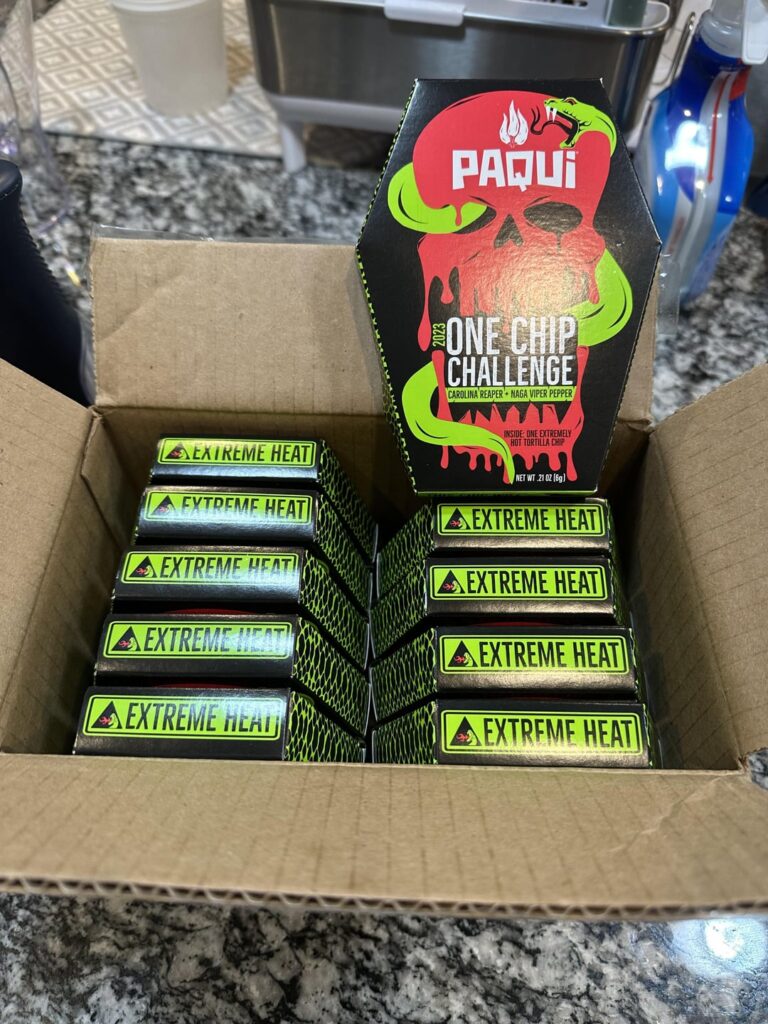 PAQUI
2023
ONE CHIP
CHALLENGE
CAROLINA REAPER + NAGA VIPER PEPPER
INSIDE: ONE EXTREMELY
HOT TORTILLA CHIP
NET WT .21 OZ (6g)
EXTREME HEAT
EXTREME HEAT
EXTREME HEAT
EXTREME HEAT
EXTREME HEAT
EXTREME HEAT
EXTREME HEAT
EXTREME HEAT
EXTREME HEAT